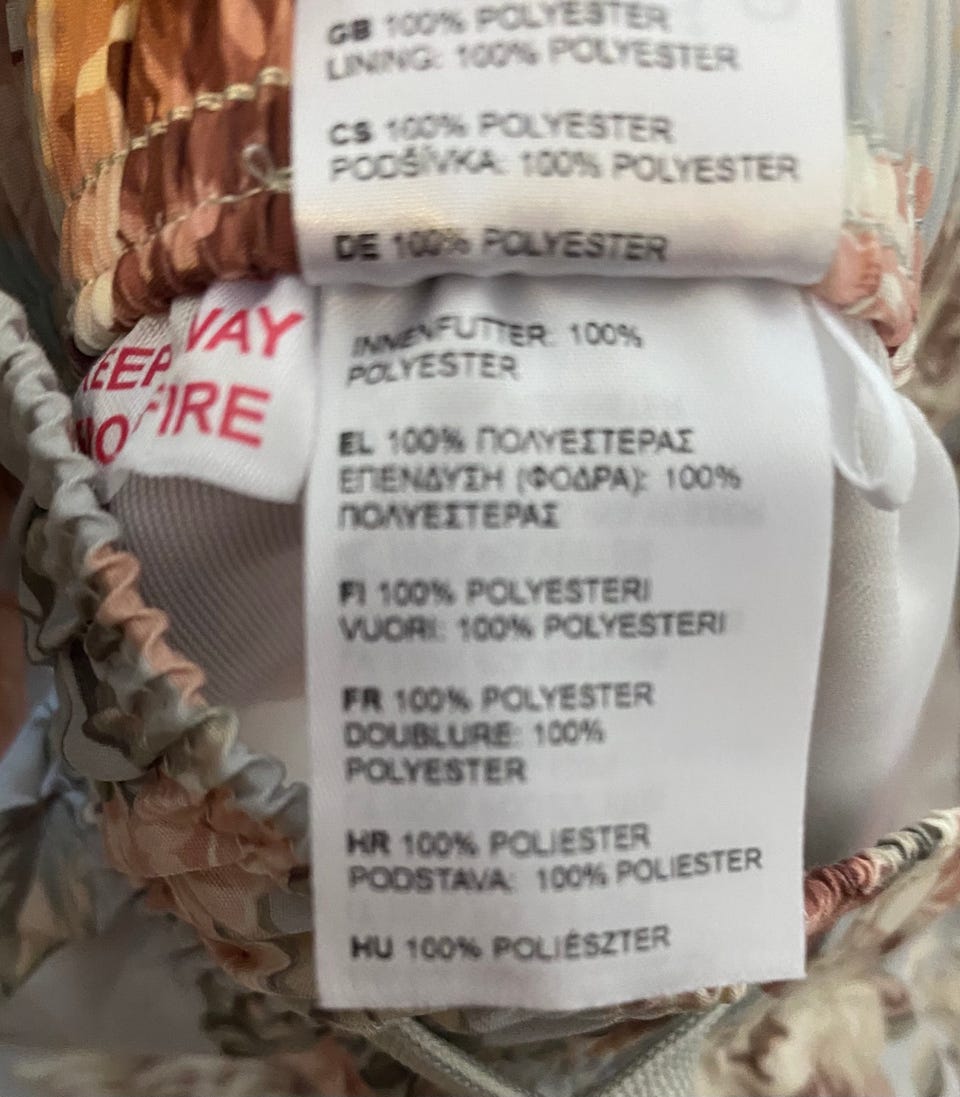 GB 100% POLYESTER
LINING: 100% POLYESTER
CS 100% POLYESTER
PODŠÍVKA: 100% POLYESTER
DE 100% POLYESTER
INNENFUTTER: 100%
POLYESTER
EL 100% ΠΟΛΥΕΣΤΕΡΑΣ
ΕΠΕΝΔΥΣΗ (ΦΟΔΡΑ): 100%
ΠΟΛΥΕΣΤΕΡΑΣ
FI 100% POLYESTERI
VUORI: 100% POLYESTERI
FR 100% POLYESTER
DOUBLURE: 100%
POLYESTER
HR 100% POLIESTER
PODSTAVA: 100% POLIESTER
HU 100% POLIÉSZTER
FIRE